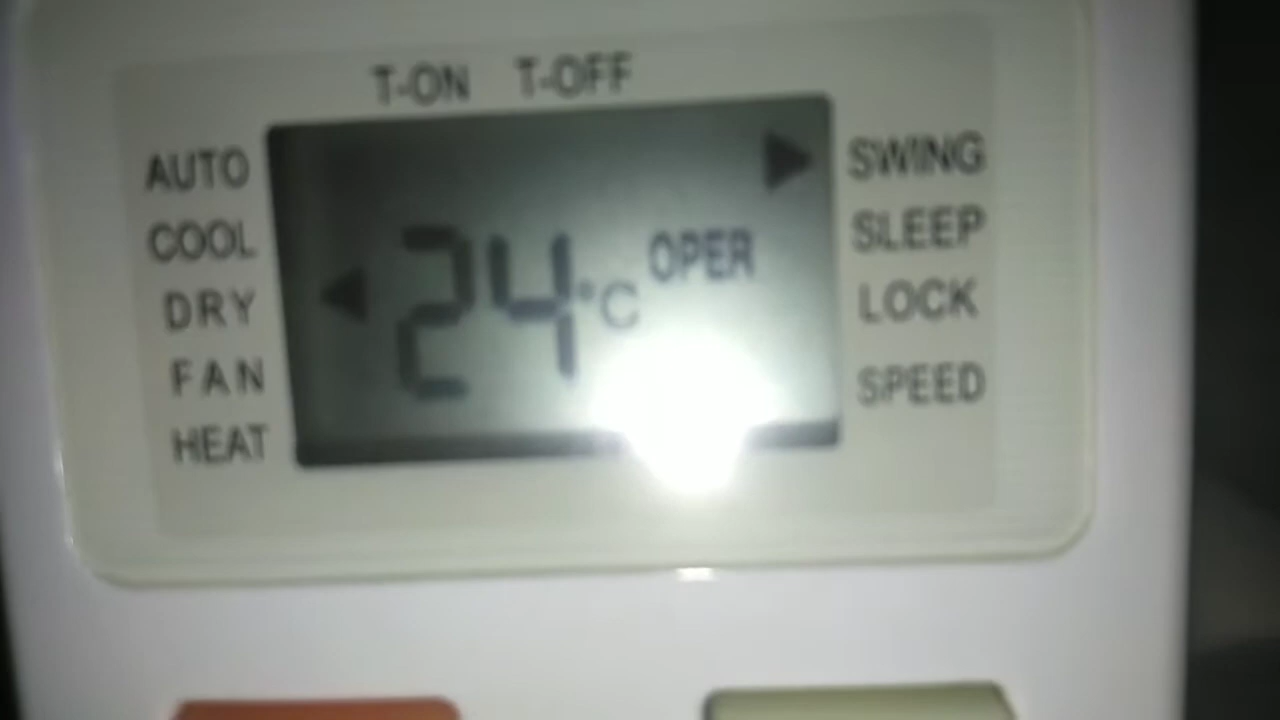 T-ON T-OFF
AUTO SWING
COOL SLEEP
24°C OPER
DRY LOCK
FAN SPEED
HEAT